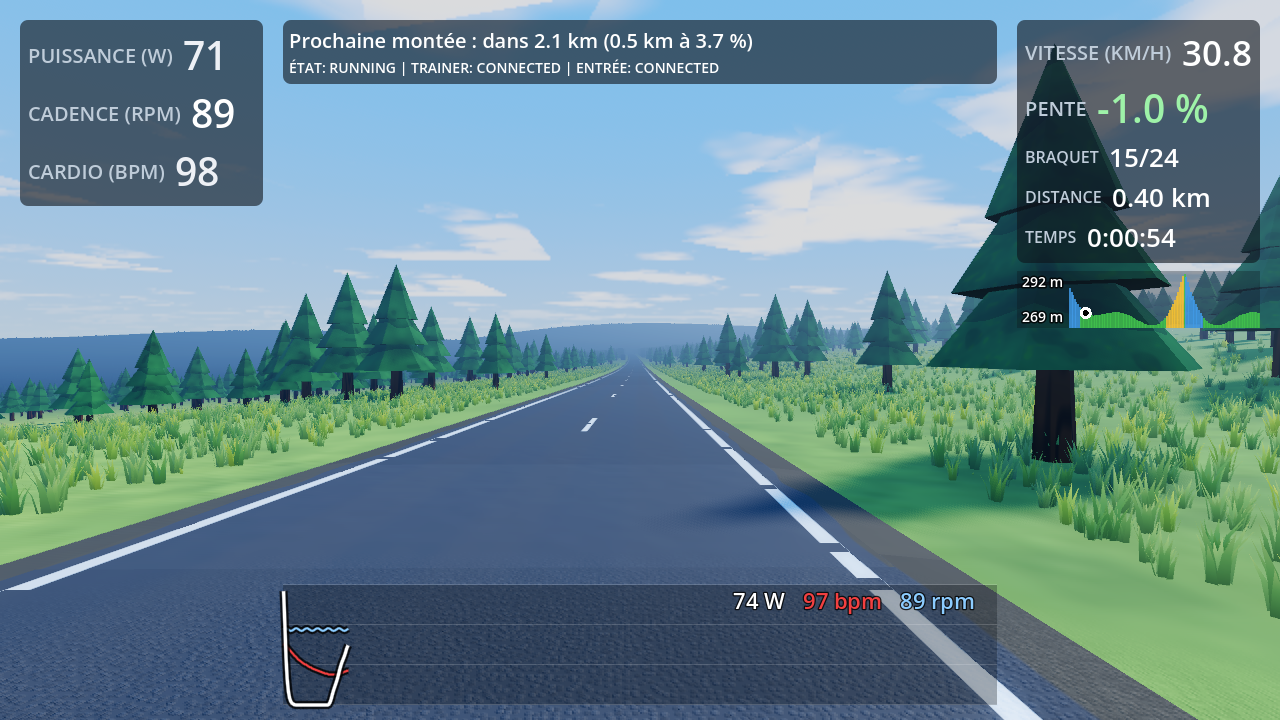 PUISSANCE (W) 71
CADENCE (RPM) 89
CARDIO (BPM) 98
Prochaine montée : dans 2.1 km (0.5 km à 3.7 %)
ÉTAT: RUNNING | TRAINER: CONNECTED | ENTRÉE: CONNECTED
VITESSE (KM/H) 30.8
PENTE -1.0 %
BRAQUET 15/24
DISTANCE 0.40 km
TEMPS 0:00:54
292 m
269 m
74 W 97 bpm 89 rpm